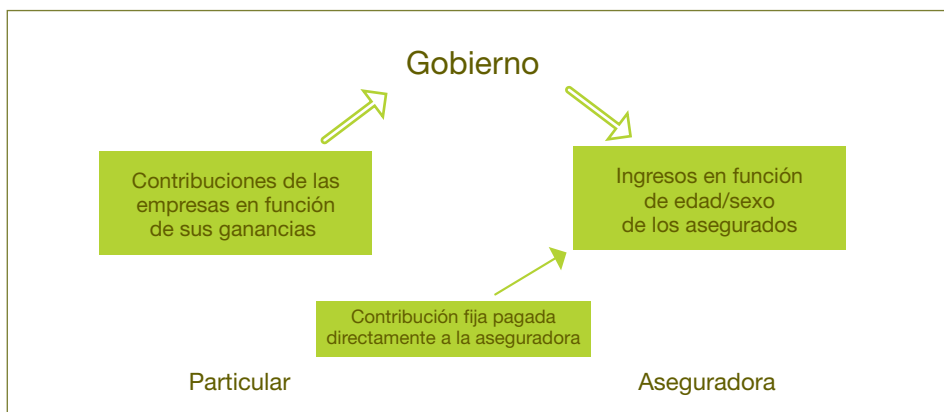 Gobierno
Contribuciones de las
empresas en función
de sus ganancias
Ingresos en función
de edad/sexo
de los asegurados
Contribución fija pagada
directamente a la aseguradora
Particular
Aseguradora